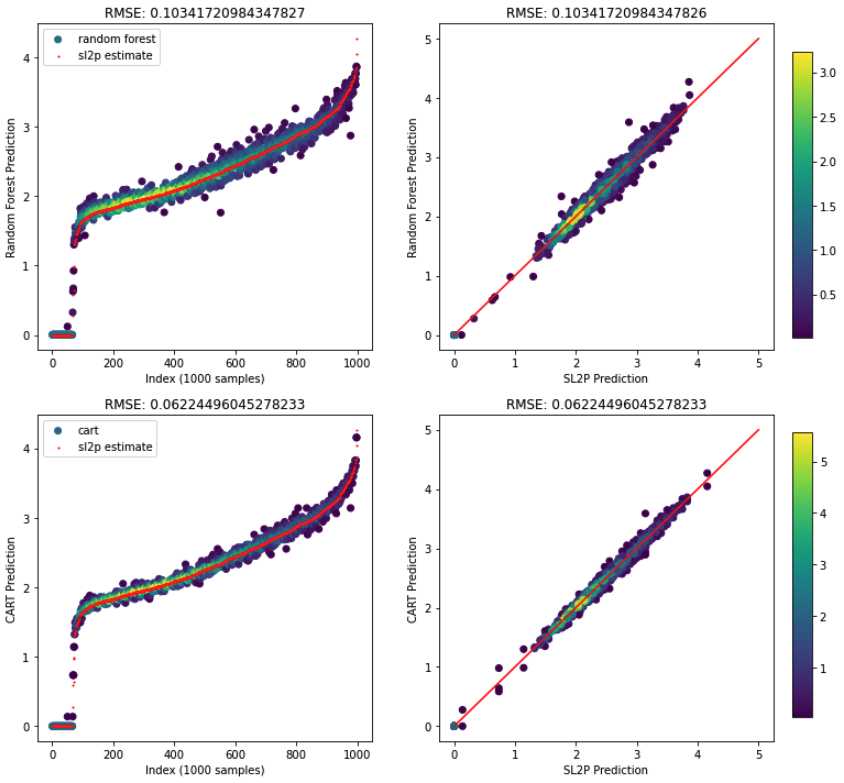 RMSE: 0.10341720984347827
RMSE: 0.10341720984347826
random forest
sl2p estimate
Random Forest Prediction
4
3
2
1
0
0 200 400 600 800 1000
Index (1000 samples)
Random Forest Prediction
5
4
3
2
1
0
0 1 2 3 4 5
SL2P Prediction
3.0
2.5
2.0
1.5
1.0
0.5
RMSE: 0.06224496045278233
RMSE: 0.06224496045278233
cart
sl2p estimate
CART Prediction
4
3
2
1
0
0 200 400 600 800 1000
Index (1000 samples)
CART Prediction
5
4
3
2
1
0
0 1 2 3 4 5
SL2P Prediction
5
4
3
2
1